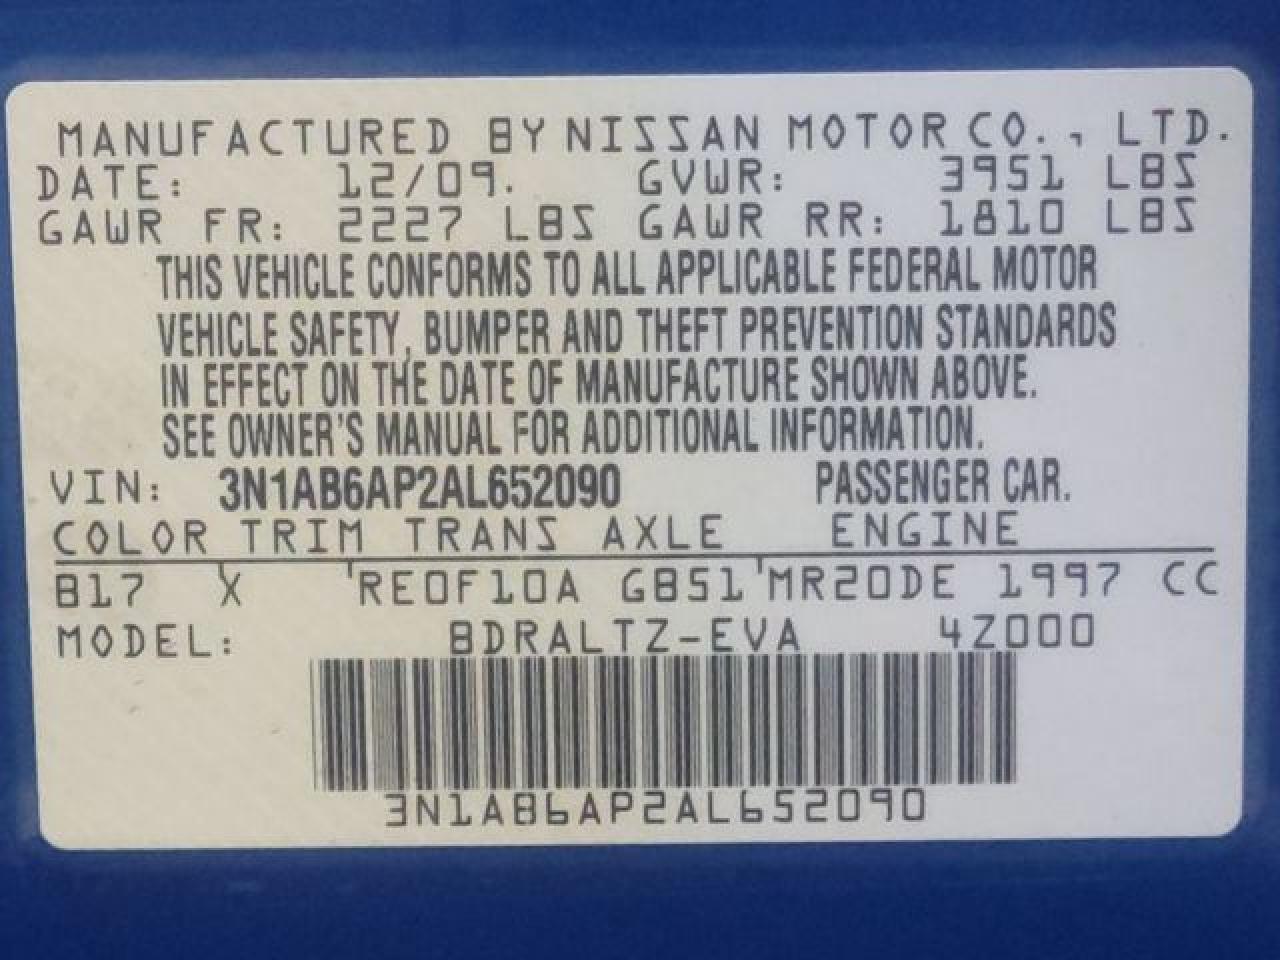 MANUFACTURED BY NISSAN MOTOR CO., LTD.
DATE: 12/09. GVWR: 3951 LBS
GAWR FR: 2227 LBS GAWR RR: 1810 LBS
THIS VEHICLE CONFORMS TO ALL APPLICABLE FEDERAL MOTOR
VEHICLE SAFETY, BUMPER AND THEFT PREVENTION STANDARDS
IN EFFECT ON THE DATE OF MANUFACTURE SHOWN ABOVE.
SEE OWNER'S MANUAL FOR ADDITIONAL INFORMATION.
VIN: 3N1AB6AP2AL652090 PASSENGER CAR.
COLOR TRIM TRANS AXLE ENGINE
B17 X RE0F10A GB51 MR20DE 1997 CC
MODEL: BDRALTZ-EVA 4Z000
3N1AB6AP2AL652090